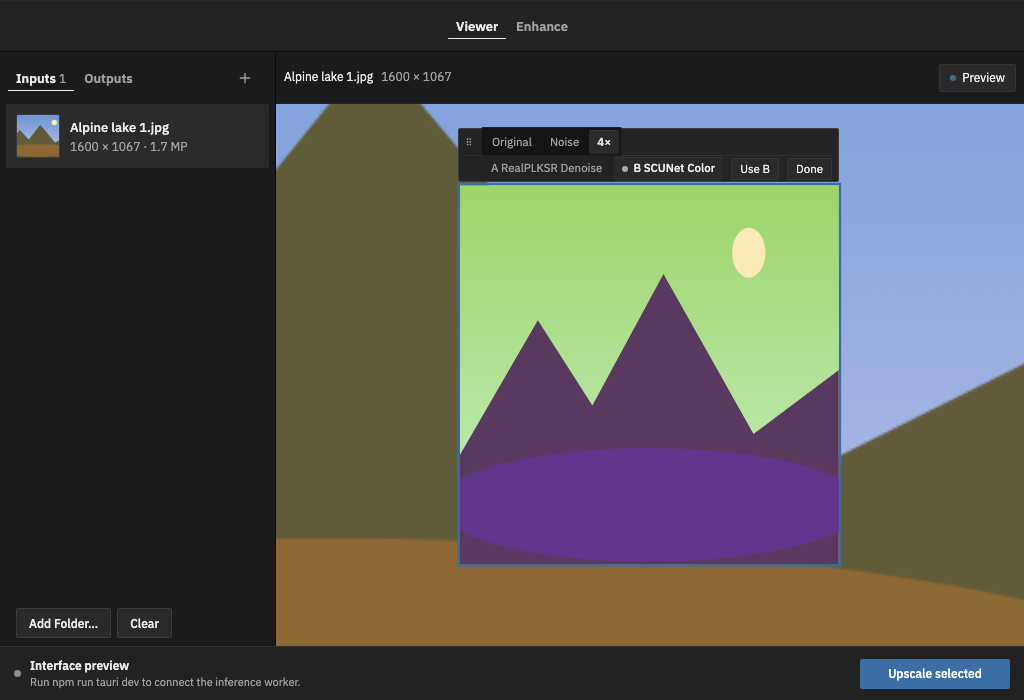 Viewer Enhance
Inputs 1 Outputs +
Alpine lake 1.jpg 1600 × 1067
Preview
Alpine lake 1.jpg
1600 × 1067 · 1.7 MP
Original Noise 4×
A RealPLKSR Denoise B SCUNet Color Use B Done
Add Folder... Clear
Interface preview
Run npm run tauri dev to connect the inference worker.
Upscale selected